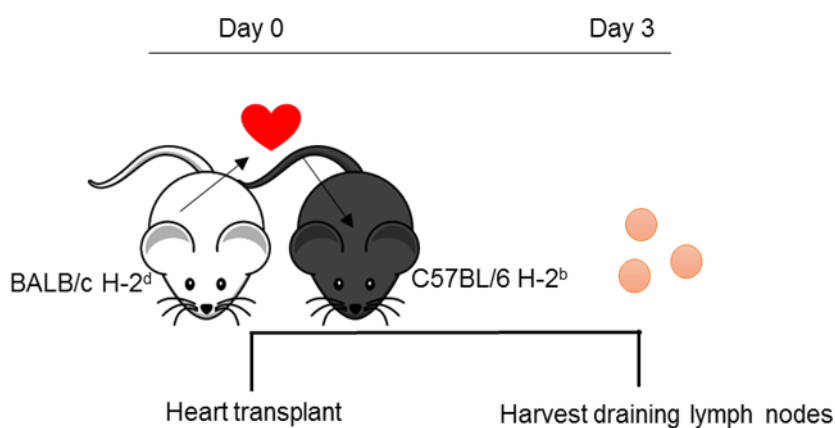 Day 0 Day 3
BALB/c H-2ᵈ C57BL/6 H-2ᵇ
Heart transplant Harvest draining lymph nodes